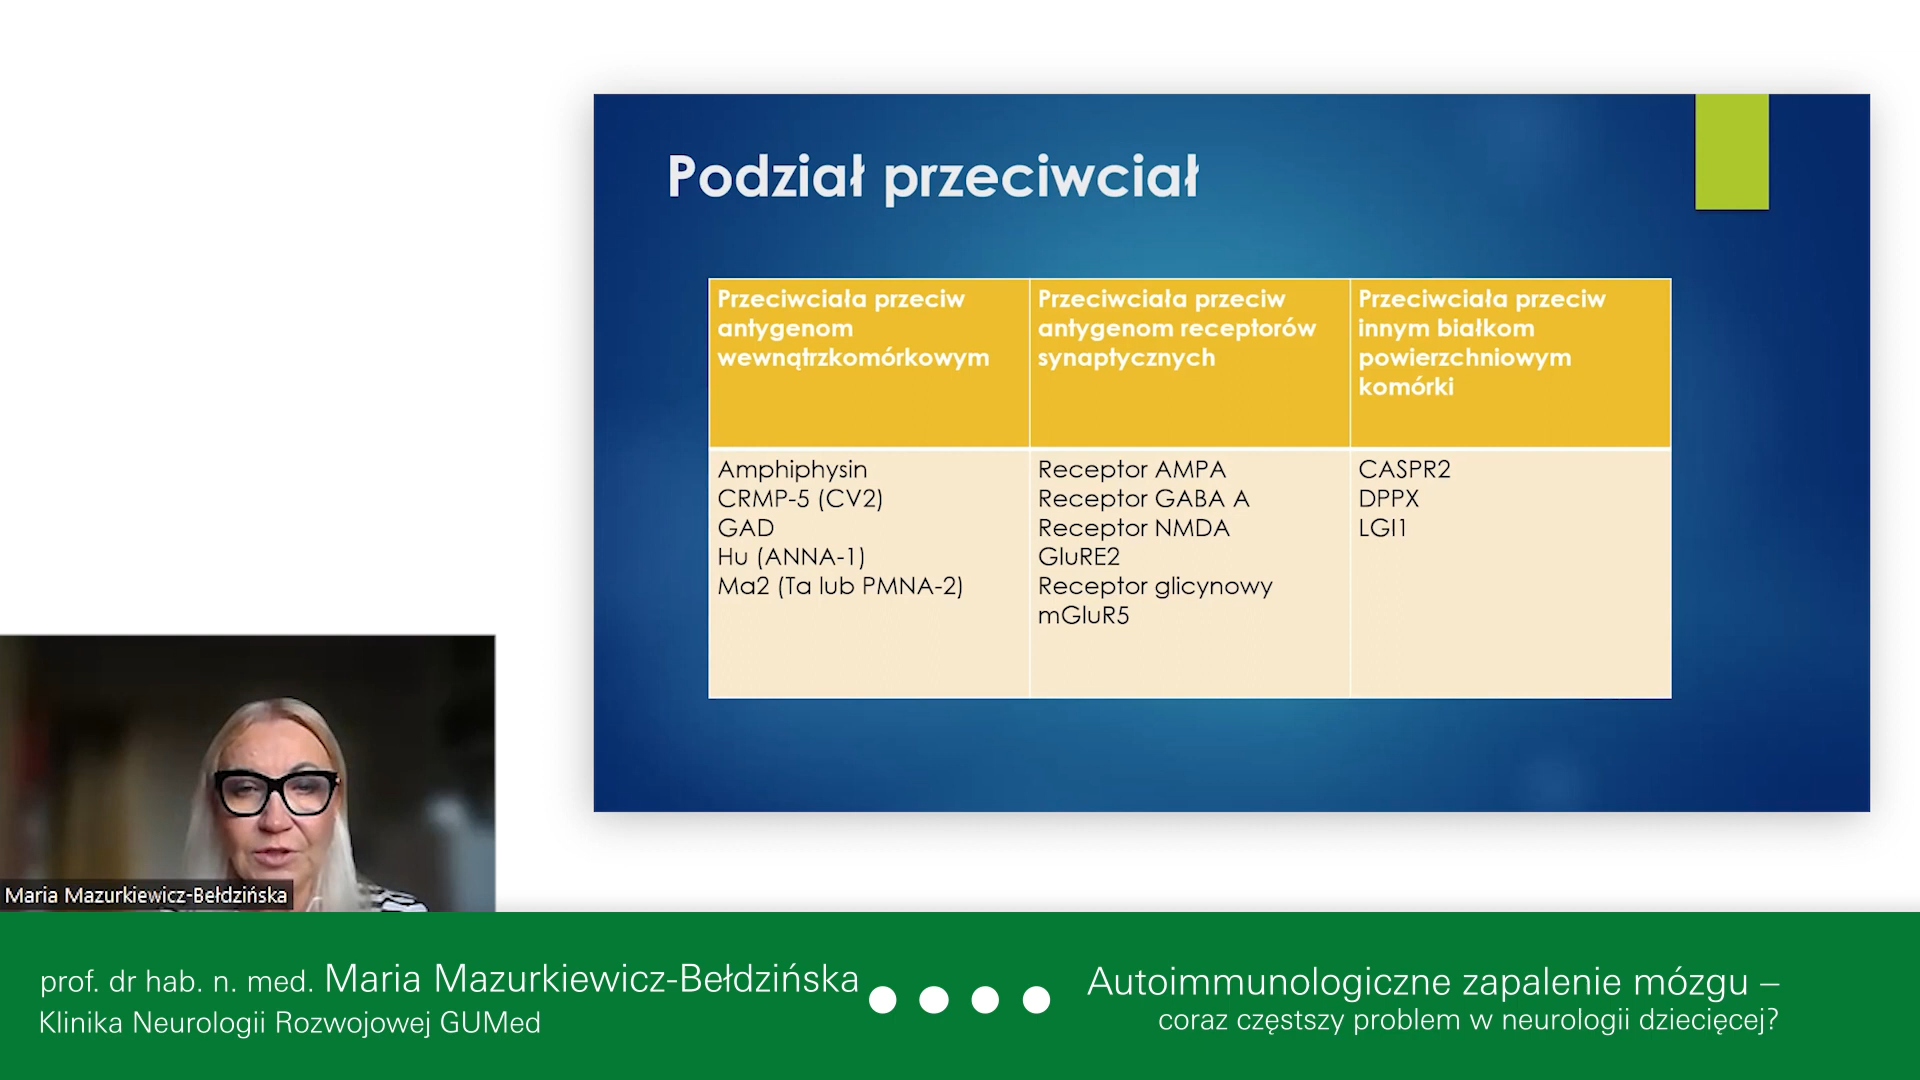 Podział przeciwciał
Przeciwciała przeciw
antygenom
wewnątrzkomórkowym
Przeciwciała przeciw
antygenom receptorów
synaptycznych
Przeciwciała przeciw
innym białkom
powierzchniowym
komórki
Amphiphysin
CRMP-5 (CV2)
GAD
Hu (ANNA-1)
Ma2 (Ta lub PMNA-2)
Receptor AMPA
Receptor GABA A
Receptor NMDA
GluRE2
Receptor glicynowy
mGluR5
CASPR2
DPPX
LGI1
Maria Mazurkiewicz-Bełdzińska
prof. dr hab. n. med. Maria Mazurkiewicz-Bełdzińska
Klinika Neurologii Rozwojowej GUMed
Autoimmunologiczne zapalenie mózgu –
coraz częstszy problem w neurologii dziecięcej?